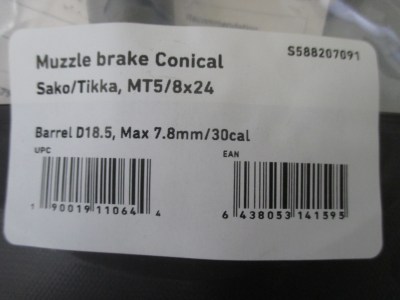 Muzzle brake Conical
S588207091
Sako/Tikka, MT5/8x24
Barrel D18.5, Max 7.8mm/30cal
UPC
EAN
1 90019 11064 4
6 438053 141595